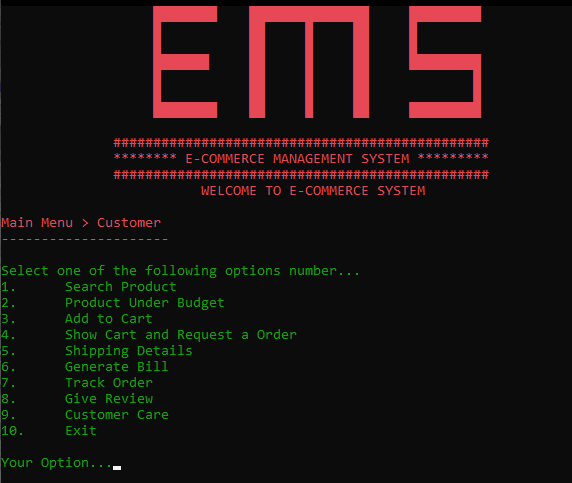 EMS
###############################################
******** E-COMMERCE MANAGEMENT SYSTEM *********
###############################################
WELCOME TO E-COMMERCE SYSTEM
Main Menu > Customer
---------------------
Select one of the following options number...
1. Search Product
2. Product Under Budget
3. Add to Cart
4. Show Cart and Request a Order
5. Shipping Details
6. Generate Bill
7. Track Order
8. Give Review
9. Customer Care
10. Exit
Your Option...